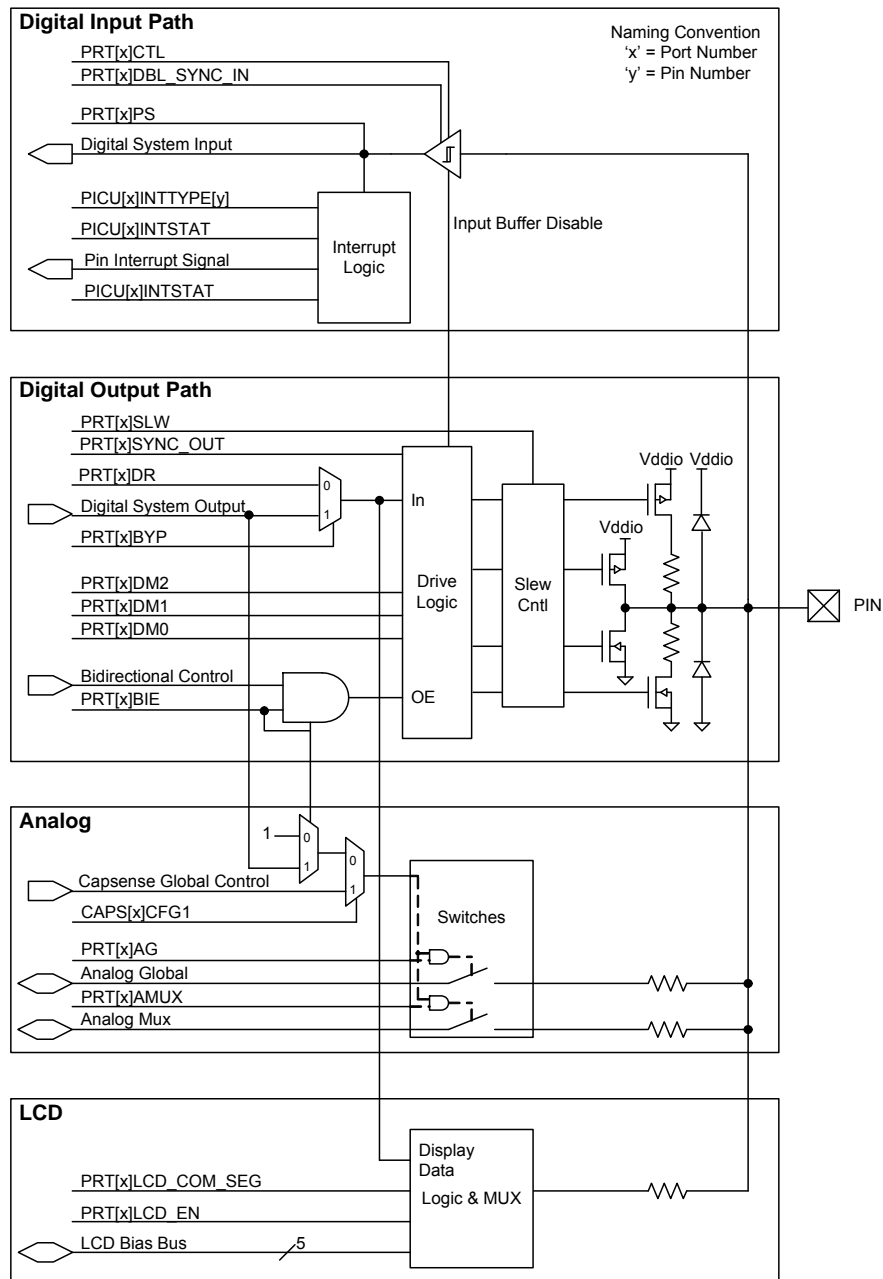 Digital Input Path
Naming Convention
'x' = Port Number
'y' = Pin Number
PRT[x]CTL
PRT[x]DBL_SYNC_IN
PRT[x]PS
Digital System Input
PICU[x]INTTYPE[y]
PICU[x]INTSTAT
Pin Interrupt Signal
PICU[x]INTSTAT
Interrupt
Logic
Input Buffer Disable
Digital Output Path
PRT[x]SLW
PRT[x]SYNC_OUT
PRT[x]DR
Digital System Output
PRT[x]BYP
0
1
PRT[x]DM2
PRT[x]DM1
PRT[x]DM0
Bidirectional Control
PRT[x]BIE
In
Drive
Logic
OE
Slew
Cntl
Vddio
Vddio
Vddio
PIN
Analog
1
0
1
0
1
Capsense Global Control
CAPS[x]CFG1
PRT[x]AG
Analog Global
PRT[x]AMUX
Analog Mux
Switches
LCD
PRT[x]LCD_COM_SEG
PRT[x]LCD_EN
LCD Bias Bus
5
Display
Data
Logic & MUX